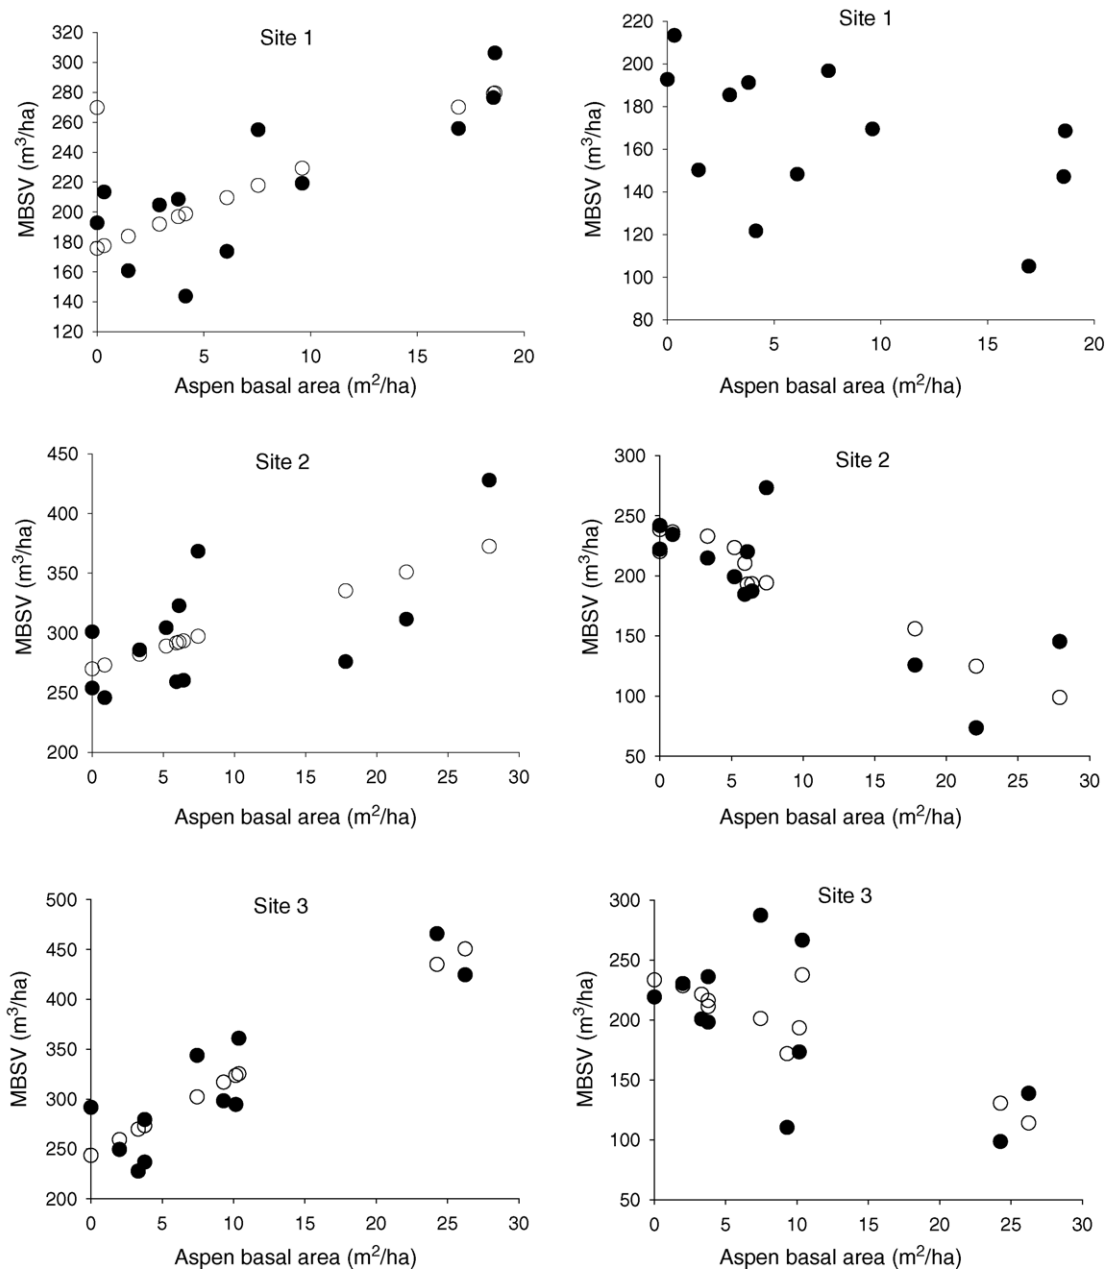 Site 1
MBSV (m³/ha)
320
300
280
260
240
220
200
180
160
140
120
0 5 10 15 20
Aspen basal area (m²/ha)
Site 1
MBSV (m³/ha)
220
200
180
160
140
120
100
80
0 5 10 15 20
Aspen basal area (m²/ha)
Site 2
MBSV (m³/ha)
450
400
350
300
250
200
0 5 10 15 20 25 30
Aspen basal area (m²/ha)
Site 2
MBSV (m³/ha)
300
250
200
150
100
50
0 5 10 15 20 25 30
Aspen basal area (m²/ha)
Site 3
MBSV (m³/ha)
500
450
400
350
300
250
200
0 5 10 15 20 25 30
Aspen basal area (m²/ha)
Site 3
MBSV (m³/ha)
300
250
200
150
100
50
0 5 10 15 20 25 30
Aspen basal area (m²/ha)